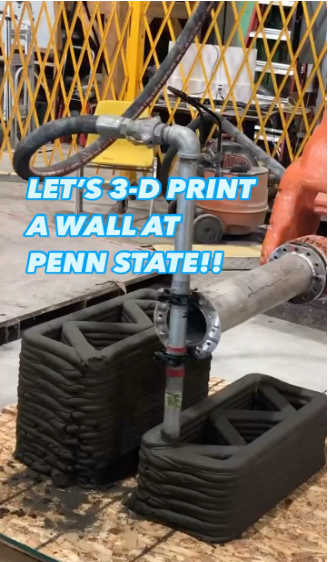 LET'S 3-D PRINT
A WALL AT
PENN STATE!!